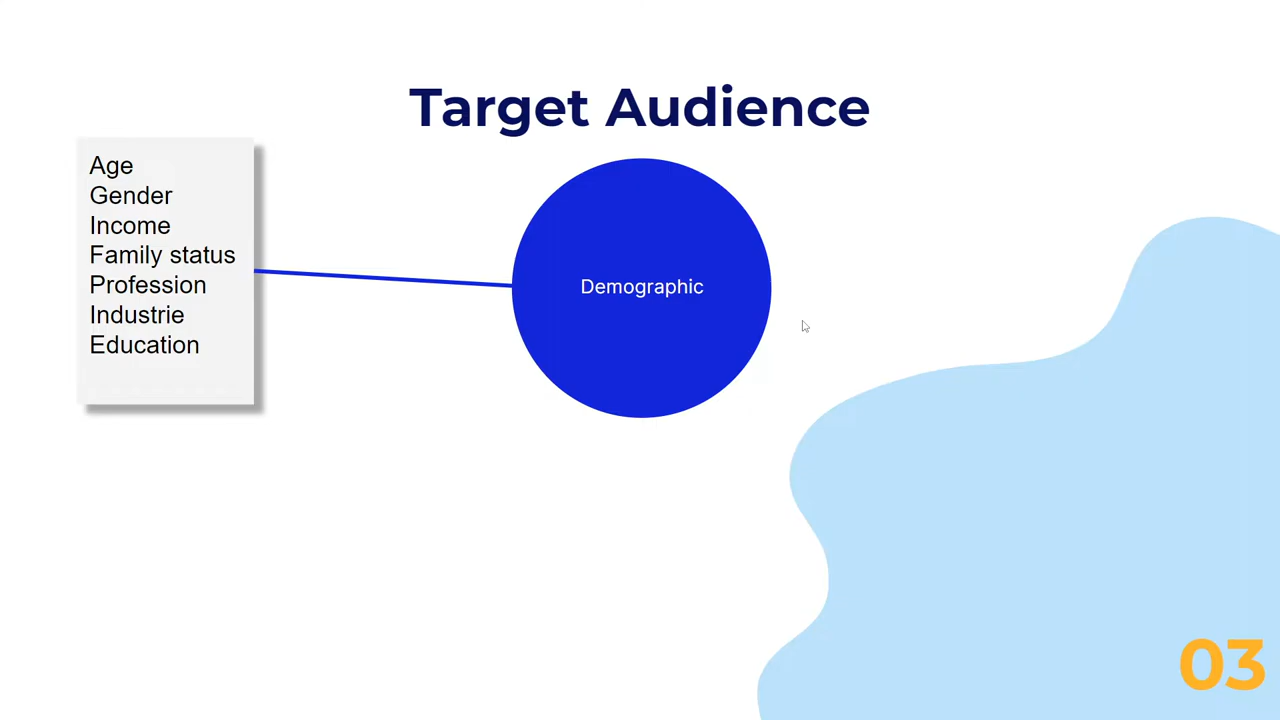 Target Audience
Age
Gender
Income
Family status
Profession
Industrie
Education
Demographic
03